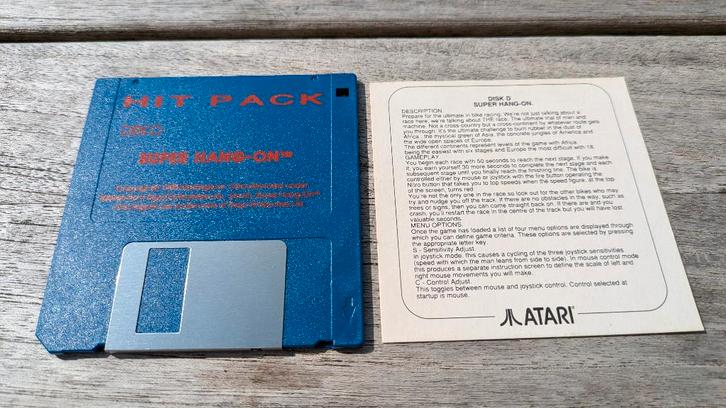 HIT PACK
DISK D
SUPER HANG-ON™
DISK D
SUPER HANG-ON.
DESCRIPTION
Prepare for the ultimate in bike racing. We're not just talking about a
race here, we're talking about THE race. The ultimate trial of man and
machine. Not a cross-country but a cross-continent by whatever route gets
you through. It's the ultimate challenge to burn rubber in the dust of
Africa, the mystical green of Asia, the concrete jungles of America and
the wide open spaces of Europe.
The different continents represent levels of the game with Africa
being the easiest with six stages and Europe the most difficult with 18.
GAMEPLAY
You begin each race with 50 seconds to reach the next stage. If you make
it, you earn yourself 30 more seconds to complete the next stage and each
subsequent stage until you finally reach the finishing line. The bike is
controlled either by mouse or joystick with the fire button operating the
Nitro button that takes you to top speeds when the speed figure, at the top
of the screen, turns red.
You're not the only one in the race so look out for the other bikes who may
try and nudge you off the track. If there are no obstacles in the way, such as
trees or signs, then you can come straight back on. If there are and you
crash, you'll restart the race in the centre of the track but you will have lost
valuable seconds.
MENU OPTIONS
Once the game has loaded a list of four menu options are displayed through
which you can define game criteria. These options are selected by pressing
the appropriate letter key.
S - Sensitivity Adjust.
In joystick mode, this causes a cycling of the three joystick sensitivities
(speed with which the man leans from side to side). In mouse control mode
this produces a separate instruction screen to define the scale of left and
right mouse movements you will make.
C - Control Adjust.
This toggles between mouse and joystick control. Control selected at
startup is mouse.
ATARI